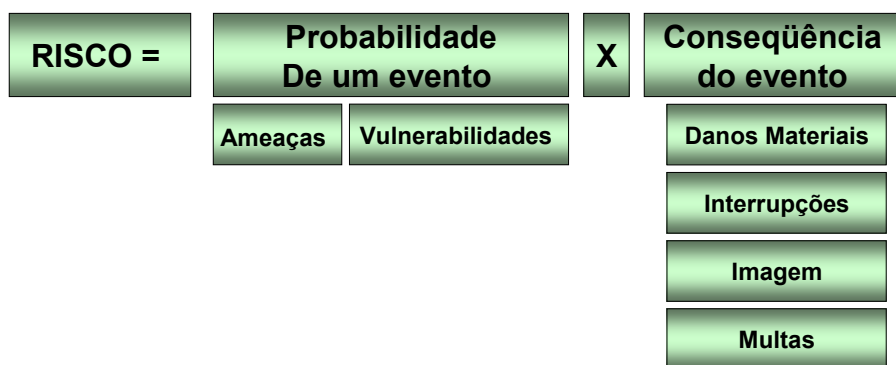 RISCO =
Probabilidade
De um evento
X
Conseqüência
do evento
Ameaças
Vulnerabilidades
Danos Materiais
Interrupções
Imagem
Multas